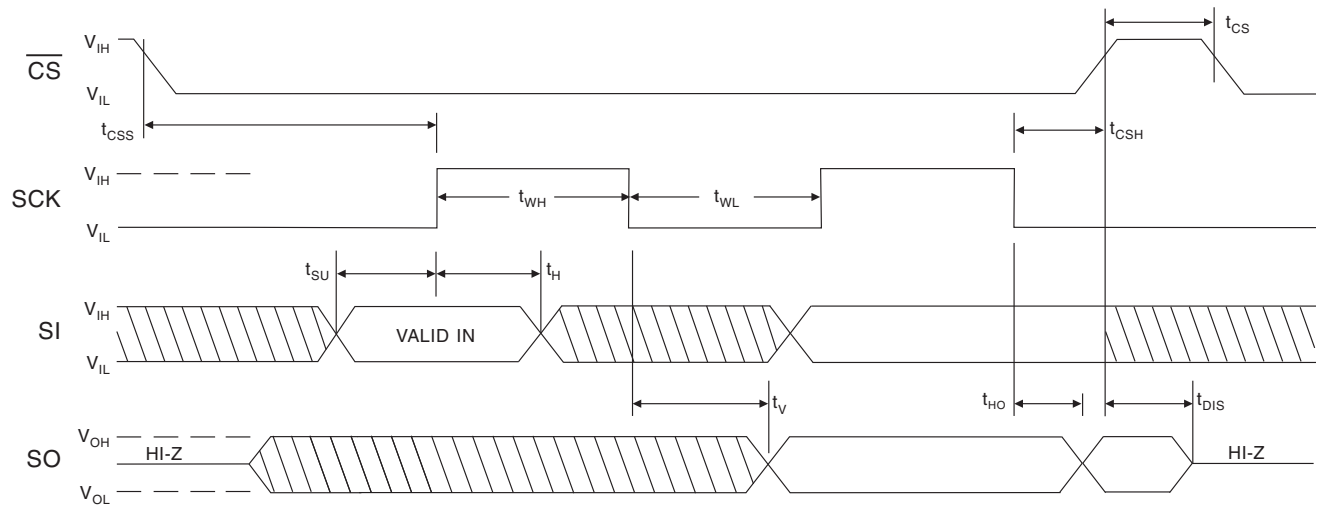 t_CS
V_IH
C̅S̅
V_IL
t_CSS
t_CSH
V_IH
SCK
t_WH
t_WL
V_IL
t_SU
t_H
V_IH
SI
VALID IN
V_IL
t_V
t_HO
t_DIS
V_OH
SO
HI-Z
HI-Z
V_OL